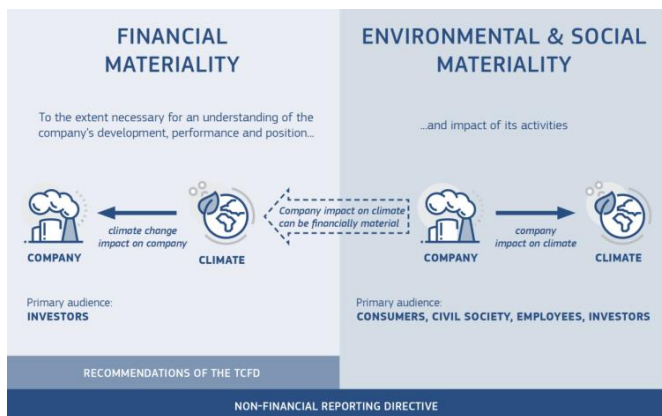 FINANCIAL
MATERIALITY
To the extent necessary for an understanding of the
company's development, performance and position...
climate change
impact on company
COMPANY
CLIMATE
Primary audience:
INVESTORS
RECOMMENDATIONS OF THE TCFD
Company impact on climate
can be financially material
ENVIRONMENTAL & SOCIAL
MATERIALITY
...and impact of its activities
company
impact on climate
COMPANY
CLIMATE
Primary audience:
CONSUMERS, CIVIL SOCIETY, EMPLOYEES, INVESTORS
NON-FINANCIAL REPORTING DIRECTIVE